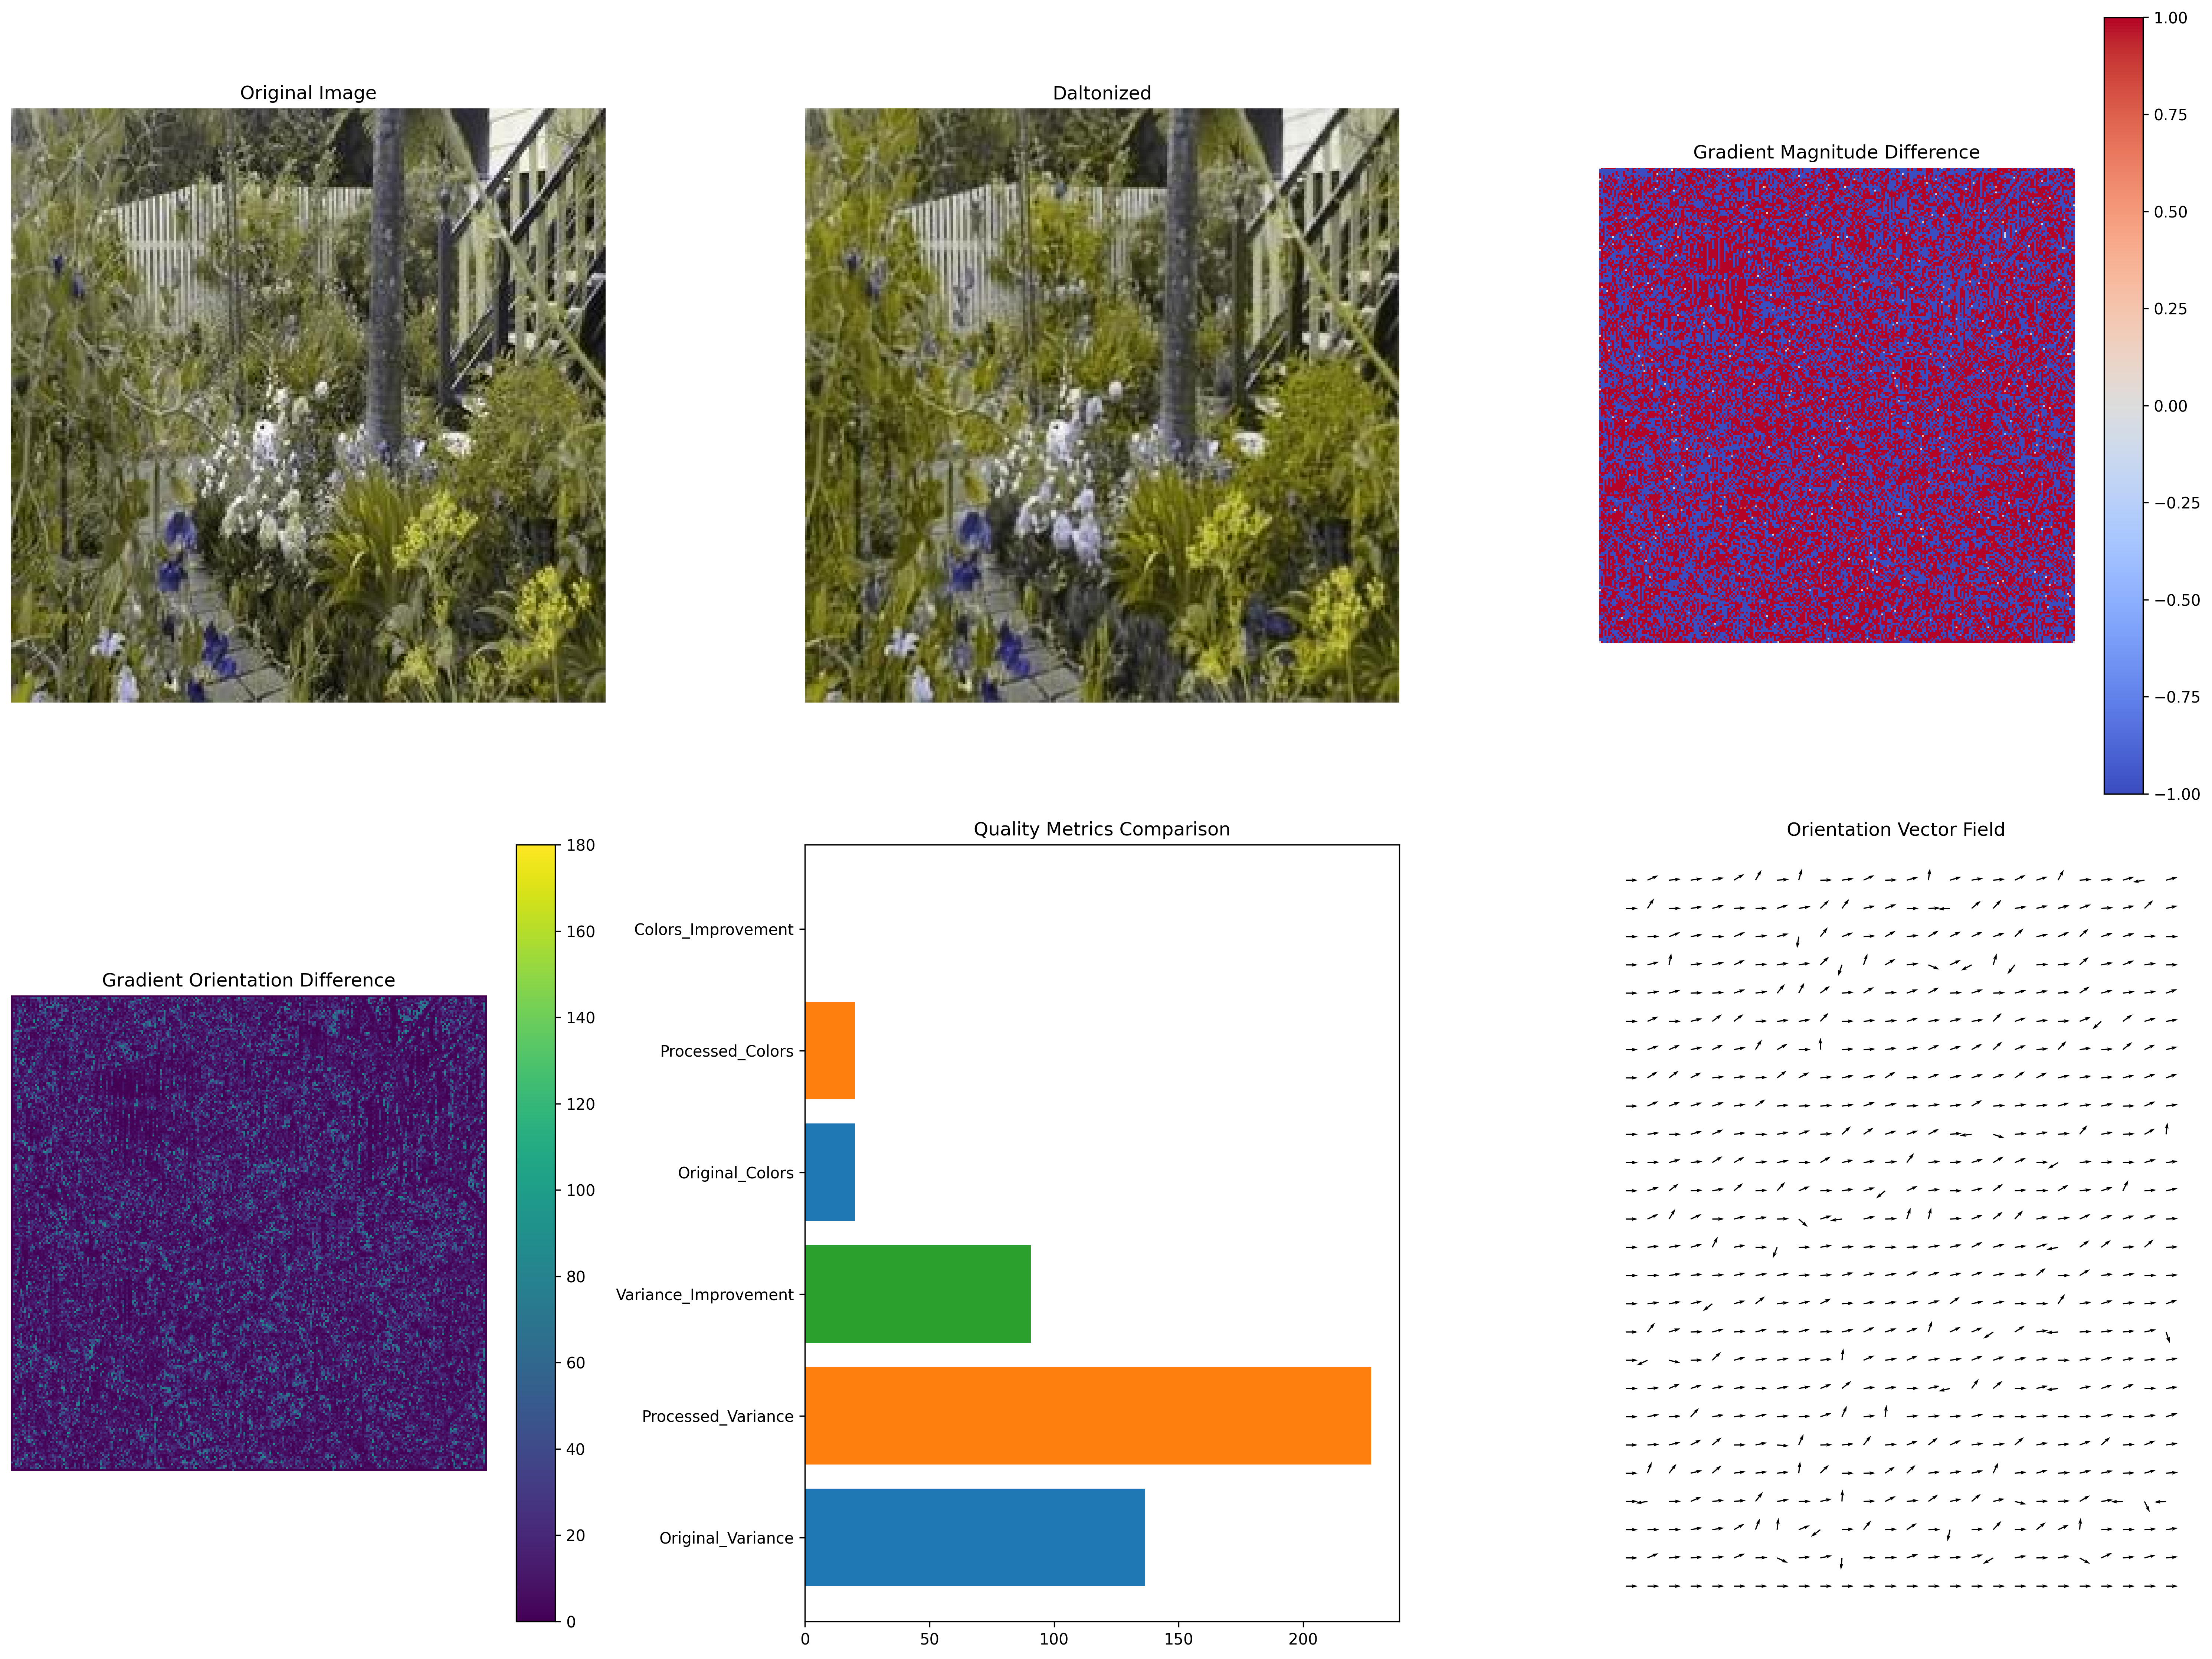 Original Image
Daltonized
Gradient Magnitude Difference
1.00
0.75
0.50
0.25
0.00
−0.25
−0.50
−0.75
−1.00
Gradient Orientation Difference
180
160
140
120
100
80
60
40
20
0
Quality Metrics Comparison
Colors_Improvement
Processed_Colors
Original_Colors
Variance_Improvement
Processed_Variance
Original_Variance
0 50 100 150 200
Orientation Vector Field